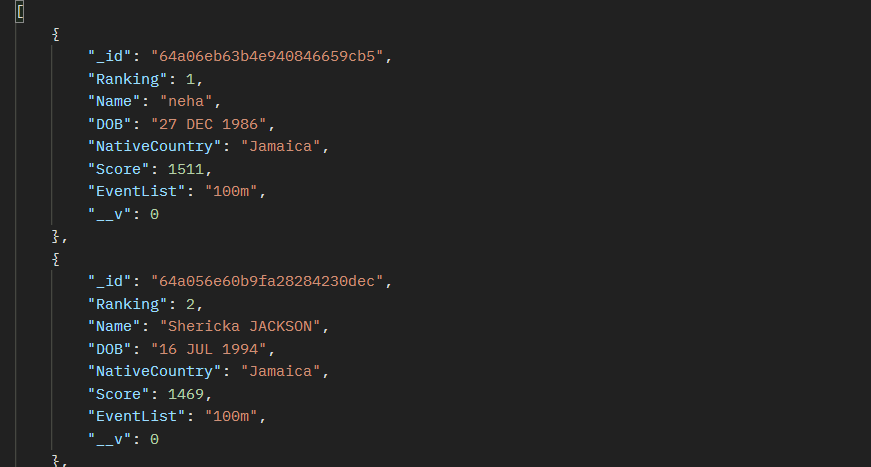 [
{
"_id": "64a06eb63b4e940846659cb5",
"Ranking": 1,
"Name": "neha",
"DOB": "27 DEC 1986",
"NativeCountry": "Jamaica",
"Score": 1511,
"EventList": "100m",
"__v": 0
},
{
"_id": "64a056e60b9fa28284230dec",
"Ranking": 2,
"Name": "Shericka JACKSON",
"DOB": "16 JUL 1994",
"NativeCountry": "Jamaica",
"Score": 1469,
"EventList": "100m",
"__v": 0
},